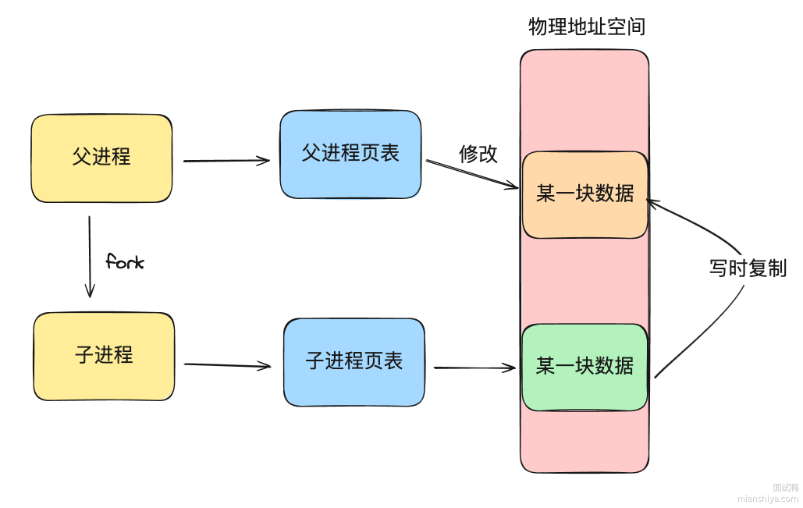 物理地址空间
父进程
父进程页表
修改
某一块数据
fork
写时复制
子进程
子进程页表
某一块数据
面试鸭
mianshiya.com